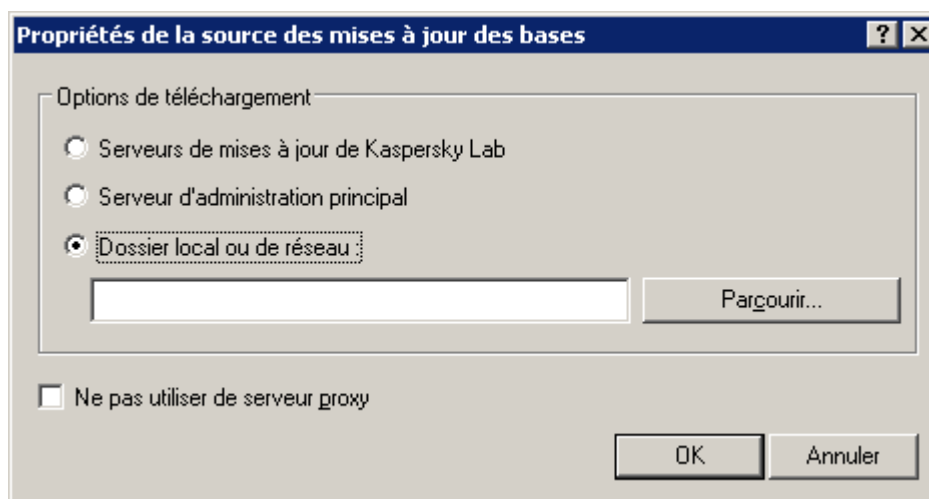 Propriétés de la source des mises à jour des bases
Options de téléchargement
Serveurs de mises à jour de Kaspersky Lab
Serveur d'administration principal
Dossier local ou de réseau :
Parcourir...
Ne pas utiliser de serveur proxy
OK Annuler